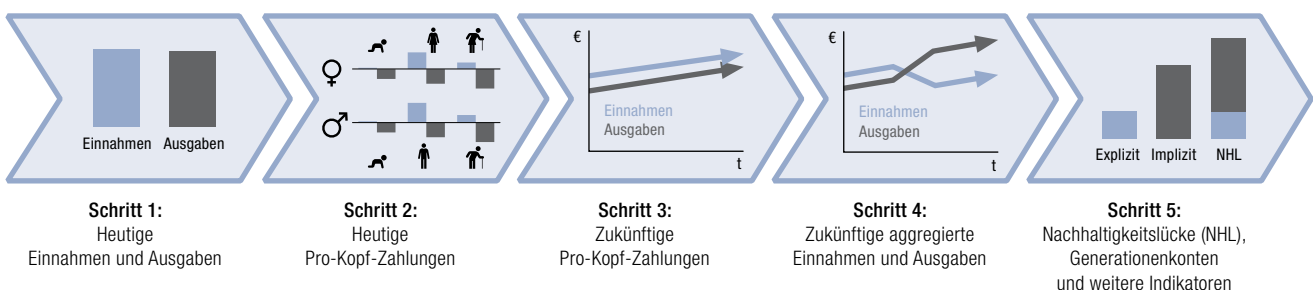 Einnahmen Ausgaben
♀
♂
€
Einnahmen
Ausgaben
t
€
Einnahmen
Ausgaben
t
Explizit Implizit NHL
Schritt 1:
Heutige
Einnahmen und Ausgaben
Schritt 2:
Heutige
Pro-Kopf-Zahlungen
Schritt 3:
Zukünftige
Pro-Kopf-Zahlungen
Schritt 4:
Zukünftige aggregierte
Einnahmen und Ausgaben
Schritt 5:
Nachhaltigkeitslücke (NHL),
Generationenkonten
und weitere Indikatoren